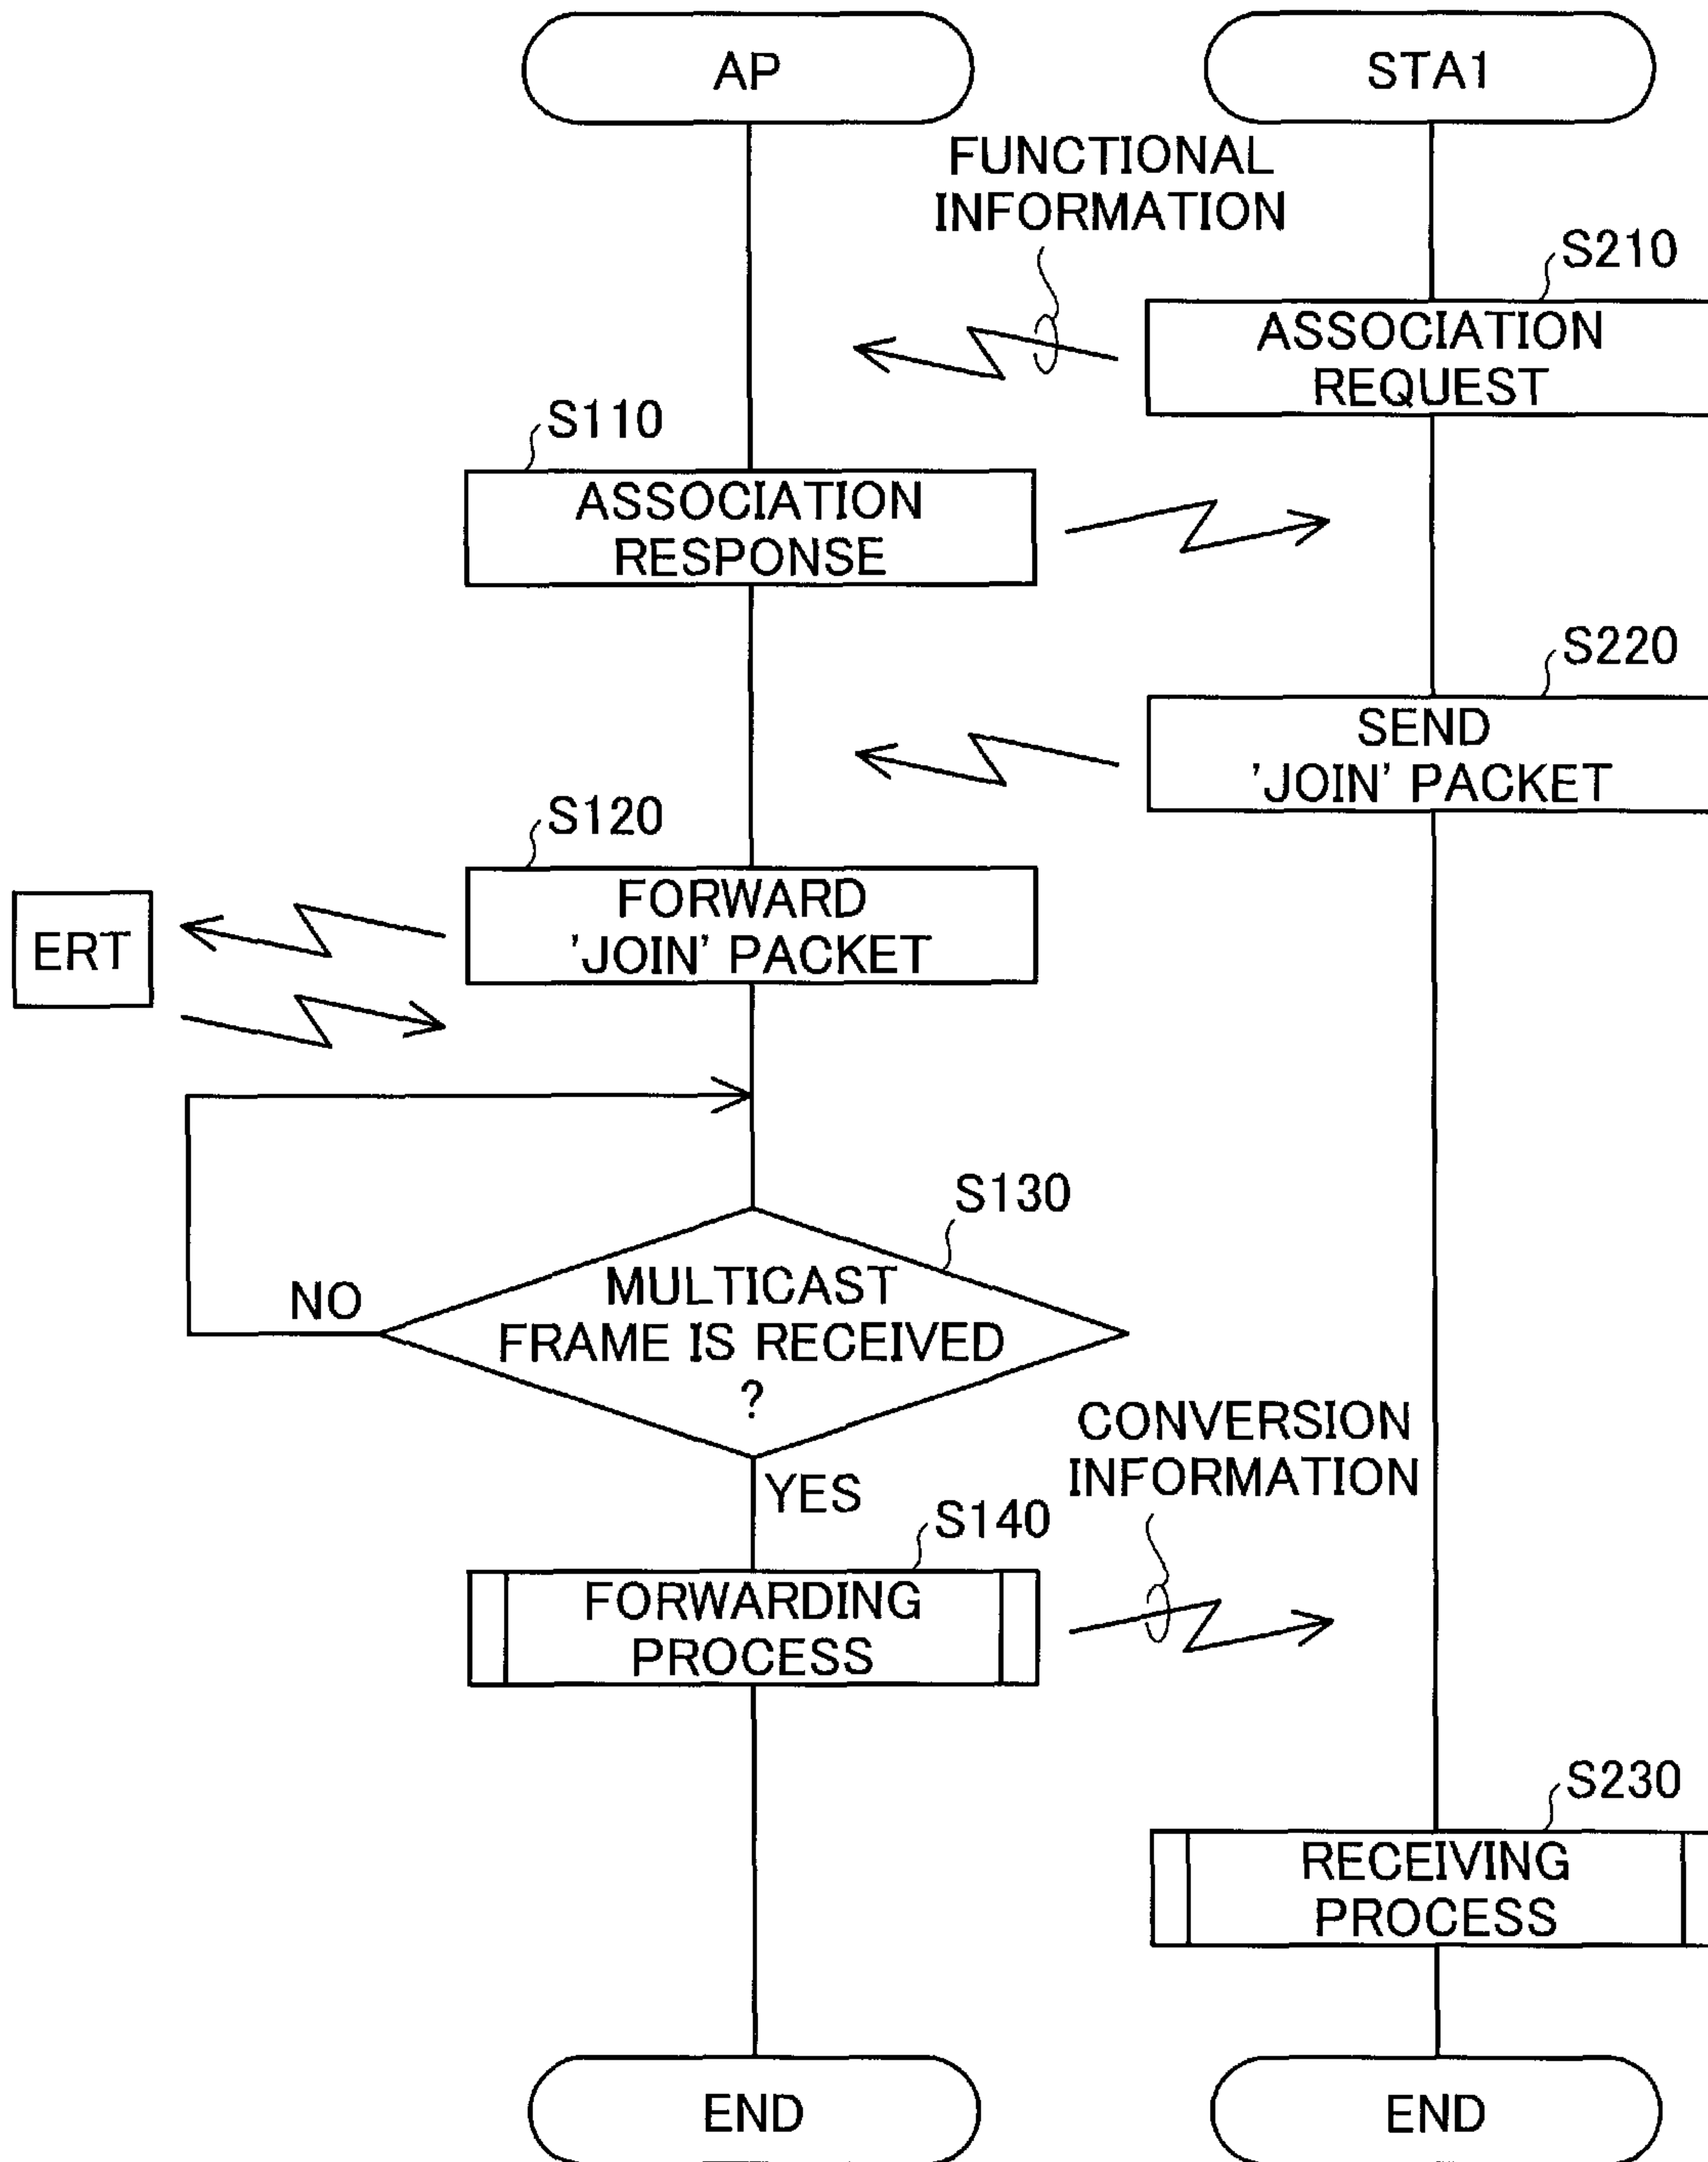 AP
STA1
FUNCTIONAL
INFORMATION
S210
ASSOCIATION
REQUEST
S110
ASSOCIATION
RESPONSE
S220
SEND
'JOIN' PACKET
S120
FORWARD
'JOIN' PACKET
ERT
S130
MULTICAST
FRAME IS RECEIVED
?
NO
YES
CONVERSION
INFORMATION
S140
FORWARDING
PROCESS
S230
RECEIVING
PROCESS
END
END